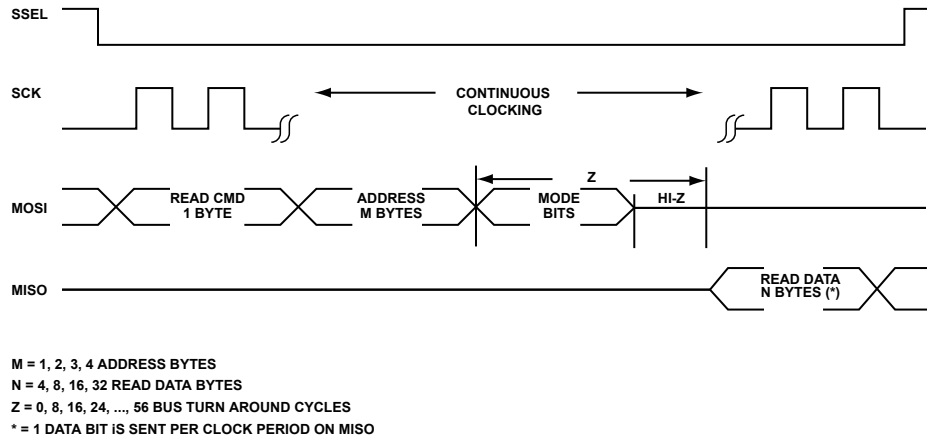 SSEL
SCK
CONTINUOUS
CLOCKING
Z
MOSI
READ CMD
1 BYTE
ADDRESS
M BYTES
MODE
BITS
HI-Z
MISO
READ DATA
N BYTES (*)
M = 1, 2, 3, 4 ADDRESS BYTES
N = 4, 8, 16, 32 READ DATA BYTES
Z = 0, 8, 16, 24, ..., 56 BUS TURN AROUND CYCLES
* = 1 DATA BIT iS SENT PER CLOCK PERIOD ON MISO